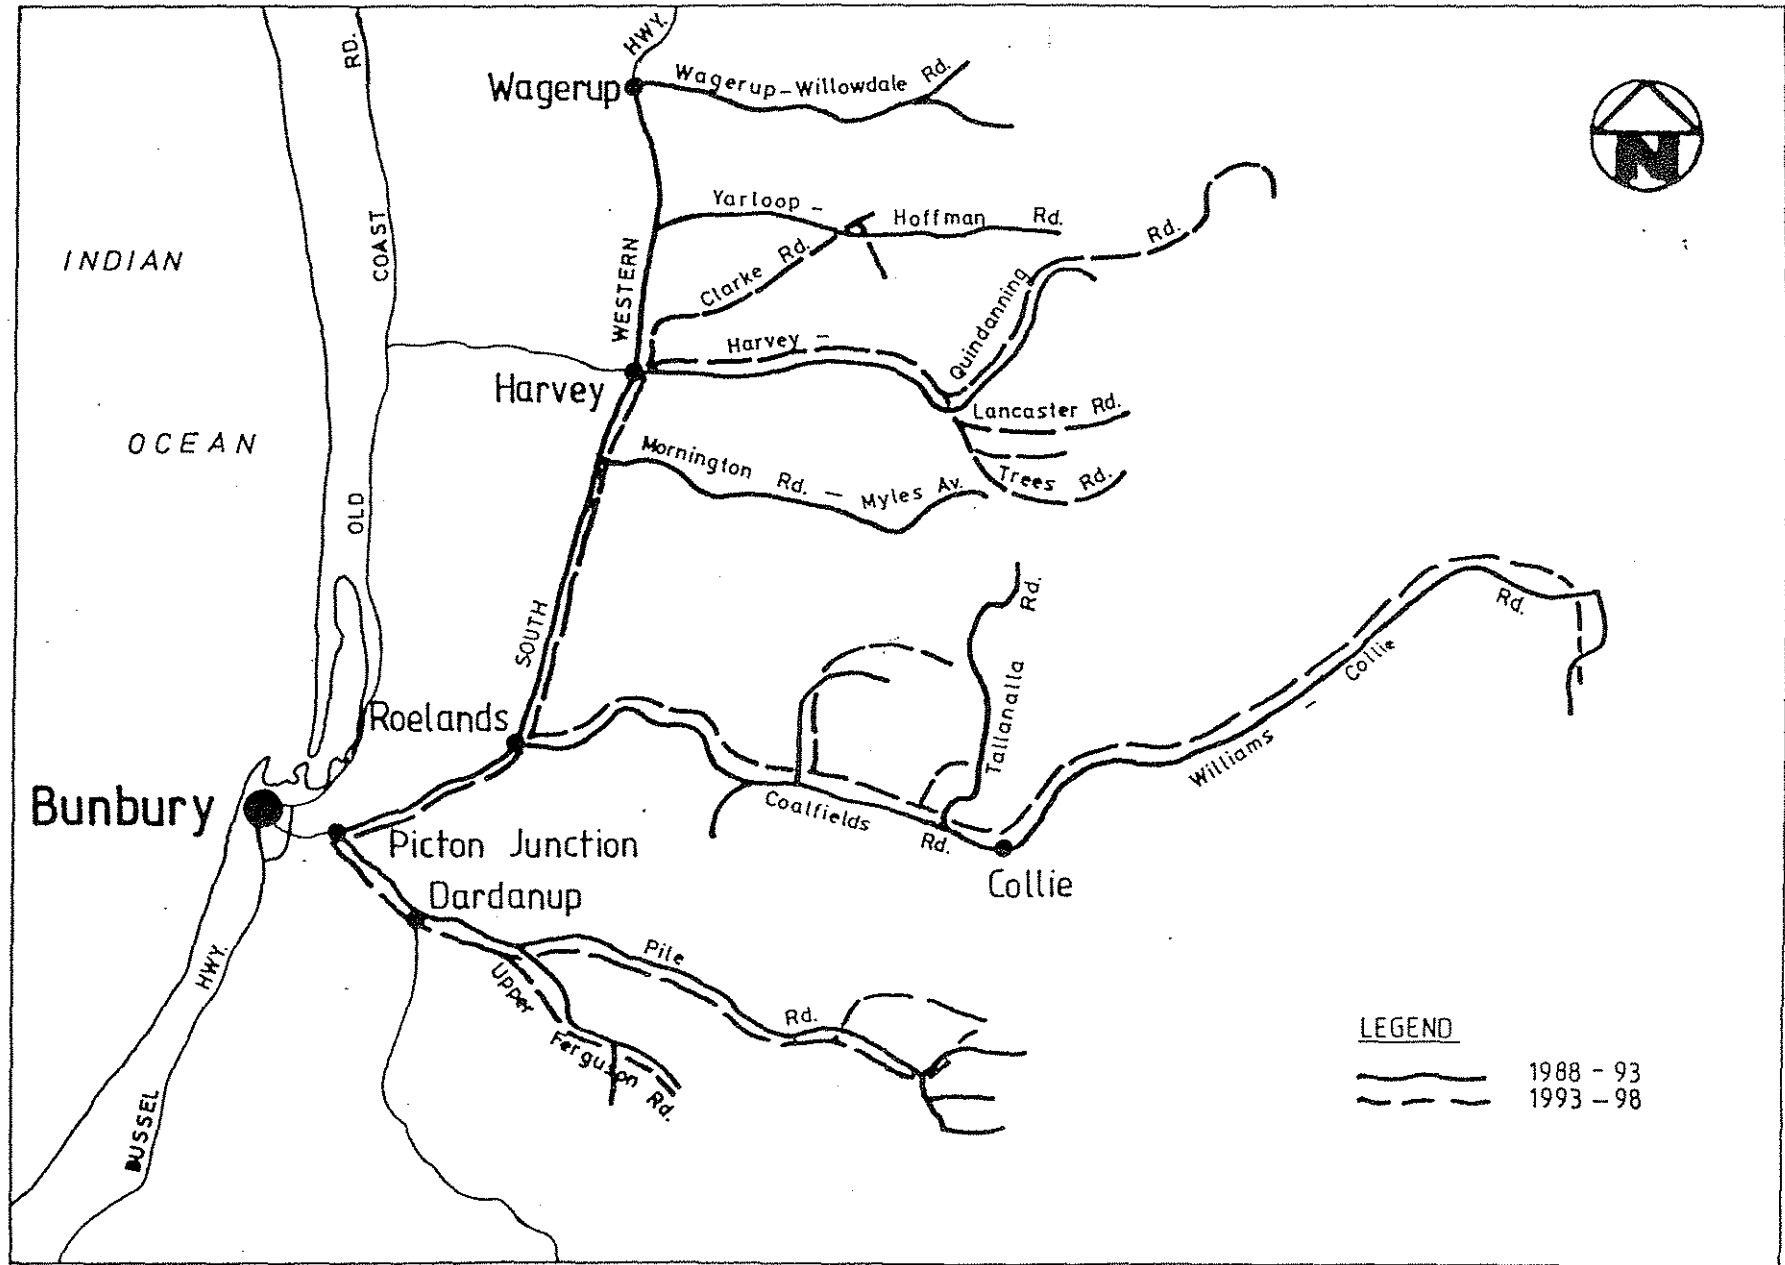 HWY.
RD.
Wagerup
Wagerup-Willowdale Rd.
N
Yarloop - Hoffman Rd.
COAST
INDIAN
WESTERN
Clarke Rd.
Quindanning Rd.
Harvey -
Harvey
Lancaster Rd.
OCEAN
Mornington Rd. - Myles Av.
Trees Rd.
OLD
SOUTH
Rd.
Tallanalla
Rd.
Collie
-
Williams
Roelands
Bunbury
Coalfields Rd.
Picton Junction
Collie
Dardanup
Pile Rd.
Upper Ferguson Rd.
HWY.
BUSSEL
LEGEND
1988 - 93
1993 - 98